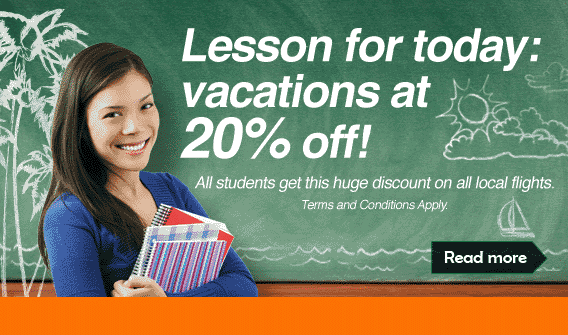 Lesson for today:
vacations at
20% off!
All students get this huge discount on all local flights.
Terms and Conditions Apply.
Read more